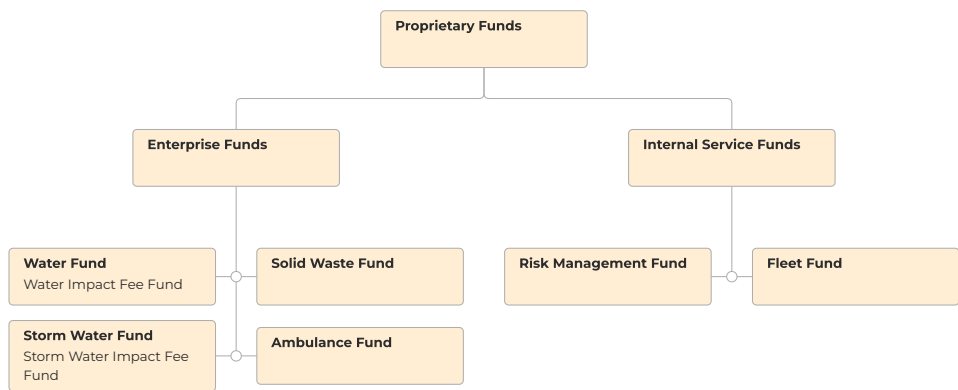 Proprietary Funds
Enterprise Funds
Internal Service Funds
Water Fund
Water Impact Fee Fund
Solid Waste Fund
Risk Management Fund
Fleet Fund
Storm Water Fund
Storm Water Impact Fee
Fund
Ambulance Fund